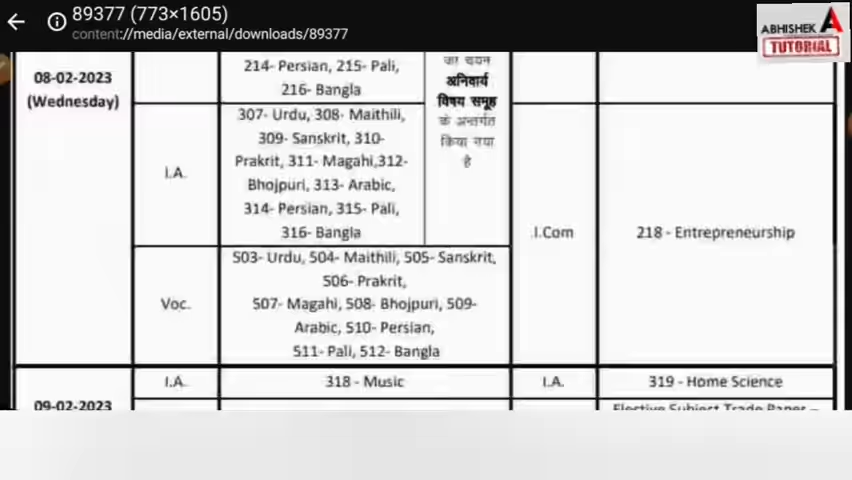 89377 (773×1605)
content://media/external/downloads/89377
ABHISHEK A
TUTORIAL
08-02-2023
(Wednesday)
214- Persian, 215- Pali,
216- Bangla
अनिवार्य
विषय समूह
के अन्तर्गत
किया गया
है
I.A.
307- Urdu, 308- Maithili,
309- Sanskrit, 310-
Prakrit, 311- Magahi,312-
Bhojpuri, 313- Arabic,
314- Persian, 315- Pali,
316- Bangla
I.Com
218 - Entrepreneurship
Voc.
503- Urdu, 504- Maithili, 505- Sanskrit,
506- Prakrit,
507- Magahi, 508- Bhojpuri, 509-
Arabic, 510- Persian,
511- Pali, 512- Bangla
09-02-2023
I.A.
318 - Music
I.A.
319 - Home Science
Elective Subject Trade Paper –